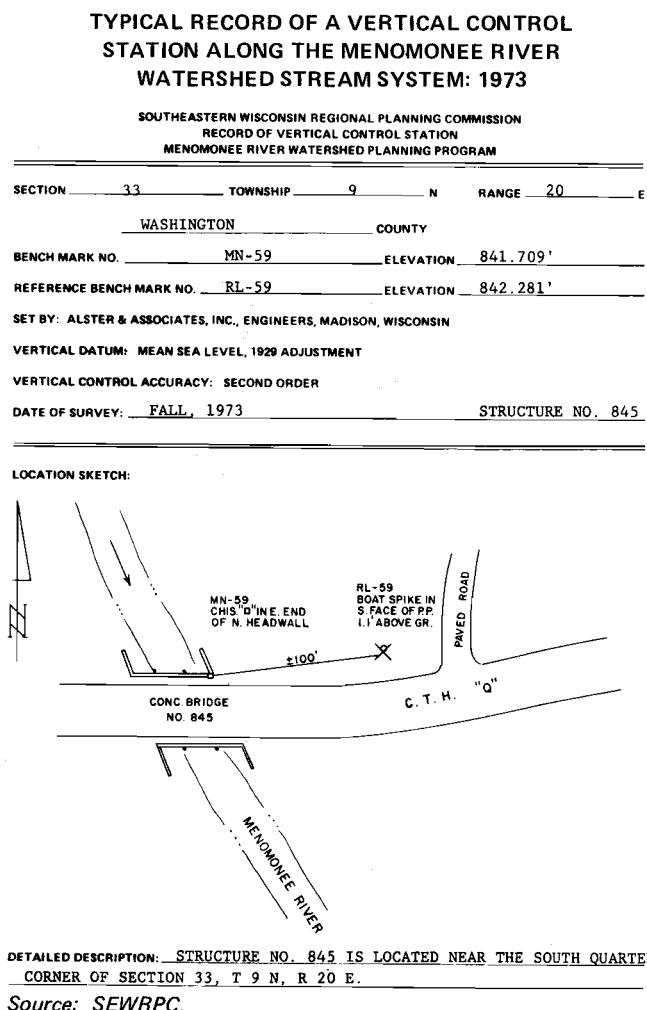 TYPICAL RECORD OF A VERTICAL CONTROL
STATION ALONG THE MENOMONEE RIVER
WATERSHED STREAM SYSTEM: 1973
SOUTHEASTERN WISCONSIN REGIONAL PLANNING COMMISSION
RECORD OF VERTICAL CONTROL STATION
MENOMONEE RIVER WATERSHED PLANNING PROGRAM
SECTION 33 TOWNSHIP 9 N RANGE 20 E
WASHINGTON COUNTY
BENCH MARK NO. MN-59 ELEVATION 841.709'
REFERENCE BENCH MARK NO. RL-59 ELEVATION 842.281'
SET BY: ALSTER & ASSOCIATES, INC., ENGINEERS, MADISON, WISCONSIN
VERTICAL DATUM: MEAN SEA LEVEL, 1929 ADJUSTMENT
VERTICAL CONTROL ACCURACY: SECOND ORDER
DATE OF SURVEY: FALL, 1973 STRUCTURE NO. 845
LOCATION SKETCH:
N
MN-59
CHIS."□" IN E. END
OF N. HEADWALL
RL-59
BOAT SPIKE IN
S. FACE OF P.P.
1.1' ABOVE GR.
PAVED ROAD
±100'
CONC. BRIDGE
NO. 845
C. T. H. "Q"
MENOMONEE RIVER
DETAILED DESCRIPTION: STRUCTURE NO. 845 IS LOCATED NEAR THE SOUTH QUARTE
CORNER OF SECTION 33, T 9 N, R 20 E.
Source: SEWRPC.